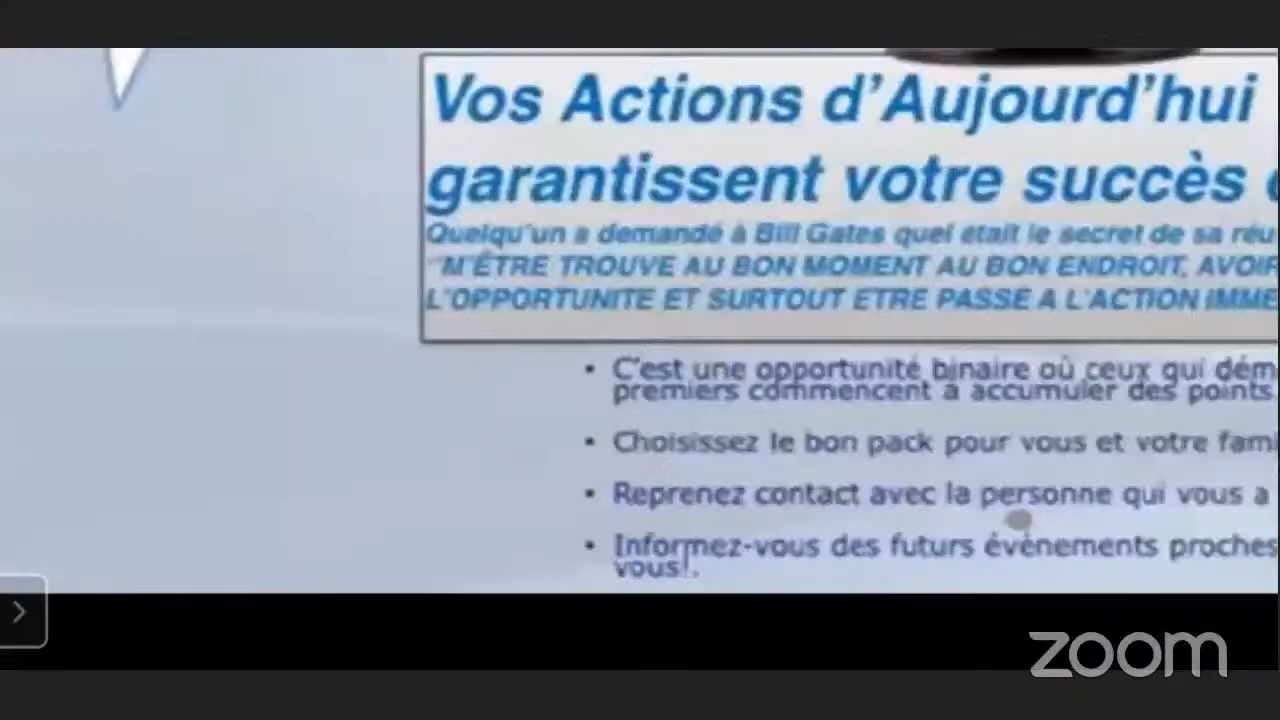 Vos Actions d'Aujourd'hui
garantissent votre succès
Quelqu'un a demandé à Bill Gates quel était le secret de sa
"M'ÊTRE TROUVE AU BON MOMENT AU BON ENDROIT, AVOIR
L'OPPORTUNITE ET SURTOUT ETRE PASSE A L'ACTION
• C'est une opportunité binaire où ceux qui
premiers commencent à accumuler des points
• Choisissez le bon pack pour vous et votre
• Reprenez contact avec la personne qui vous a
• Informez-vous des futurs évènements proches
vous!.
zoom